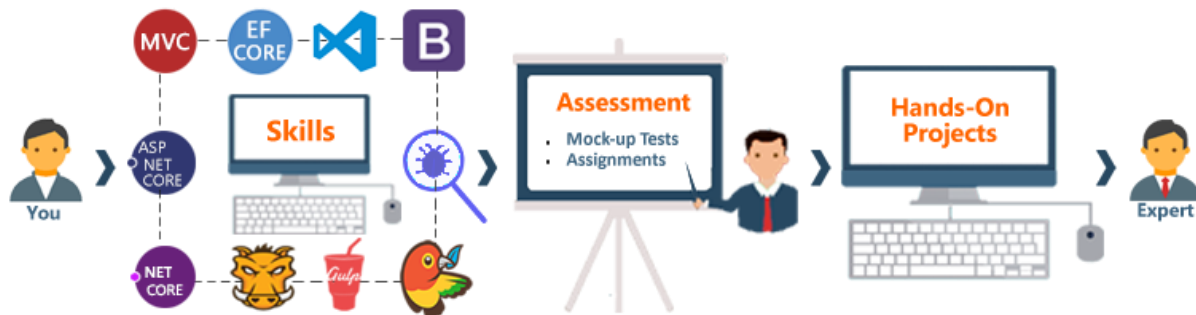 You
MVC
EF
CORE
B
ASP
NET
CORE
NET
CORE
Skills
Gulp
Assessment
• Mock-up Tests
• Assignments
Hands-On
Projects
Expert